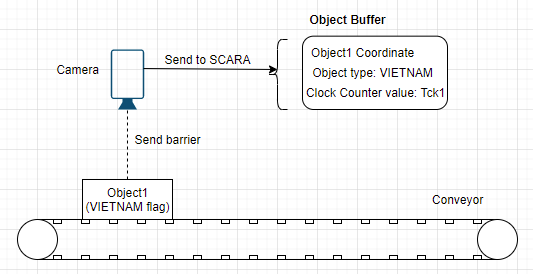 Object Buffer
Send to SCARA
Camera
Object1 Coordinate
Object type: VIETNAM
Clock Counter value: Tck1
Send barrier
Object1
(VIETNAM flag)
Conveyor